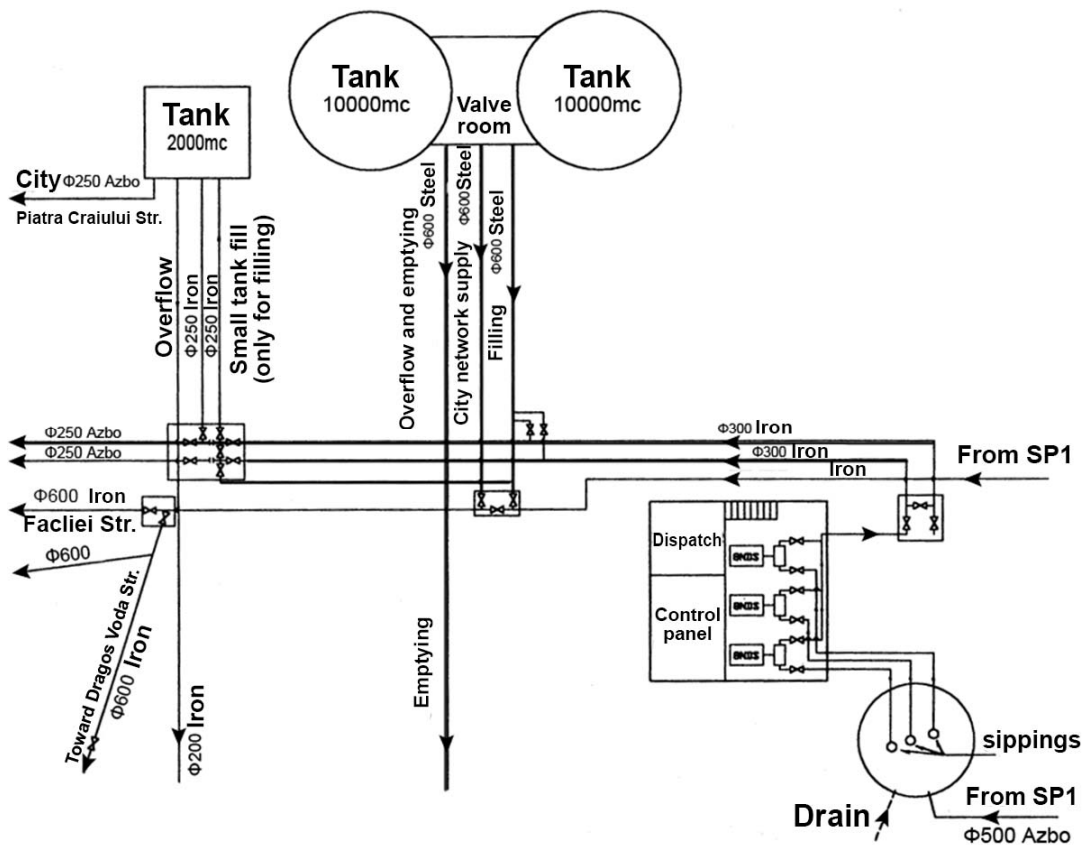 Tank
10000mc
Tank
10000mc
Valve
room
Tank
2000mc
City Φ250 Azbo
Piatra Craiului Str.
Overflow
Φ250 Iron
Φ250 Iron
Small tank fill
(only for filling)
Overflow and emptying
Φ600 Steel
City network supply
Φ600 Steel
Filling
Φ600 Steel
Φ250 Azbo
Φ250 Azbo
Φ300 Iron
Φ300 Iron
Iron
From SP1
Φ600 Iron
Facliei Str.
Φ600
Toward Dragos Voda Str.
Φ600 Iron
Φ200 Iron
Emptying
Dispatch
Control
panel
sippings
From SP1
Drain
Φ500 Azbo